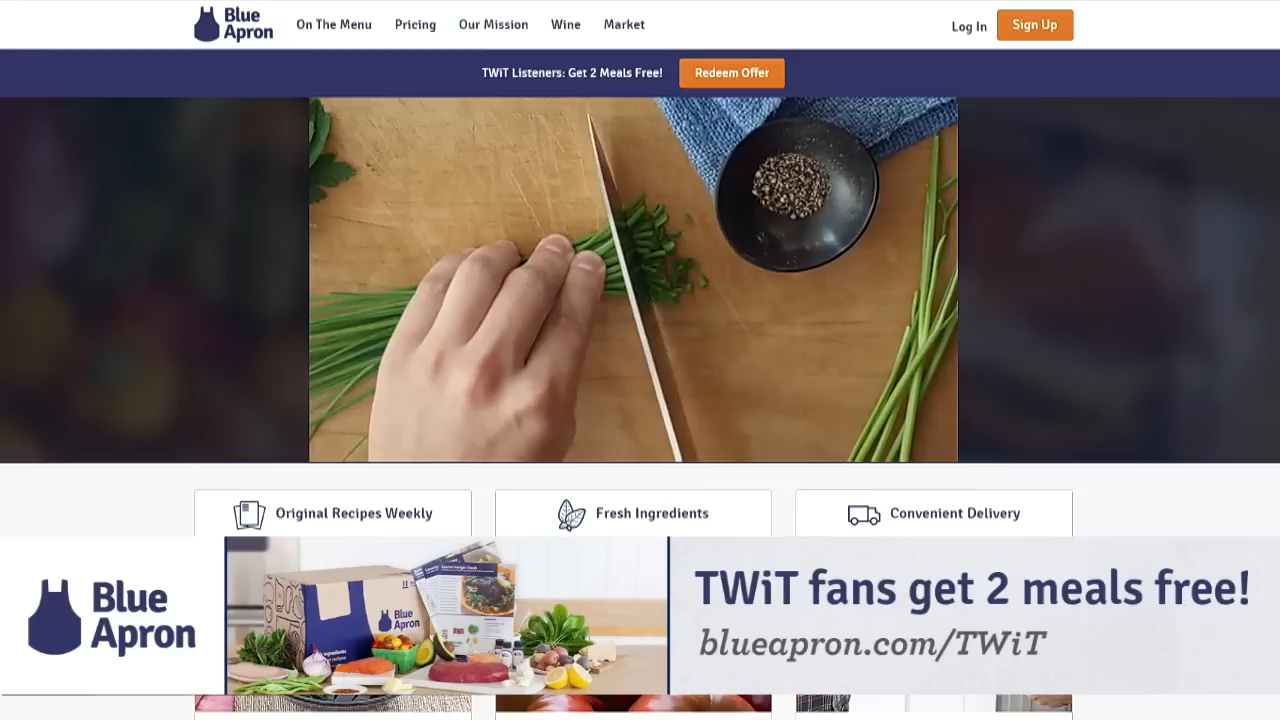 Blue Apron
On The Menu
Pricing
Our Mission
Wine
Market
Log In
Sign Up
TWiT Listeners: Get 2 Meals Free!
Redeem Offer
Original Recipes Weekly
Fresh Ingredients
Convenient Delivery
Blue
Apron
Blue
Apron
TWiT fans get 2 meals free!
blueapron.com/TWiT